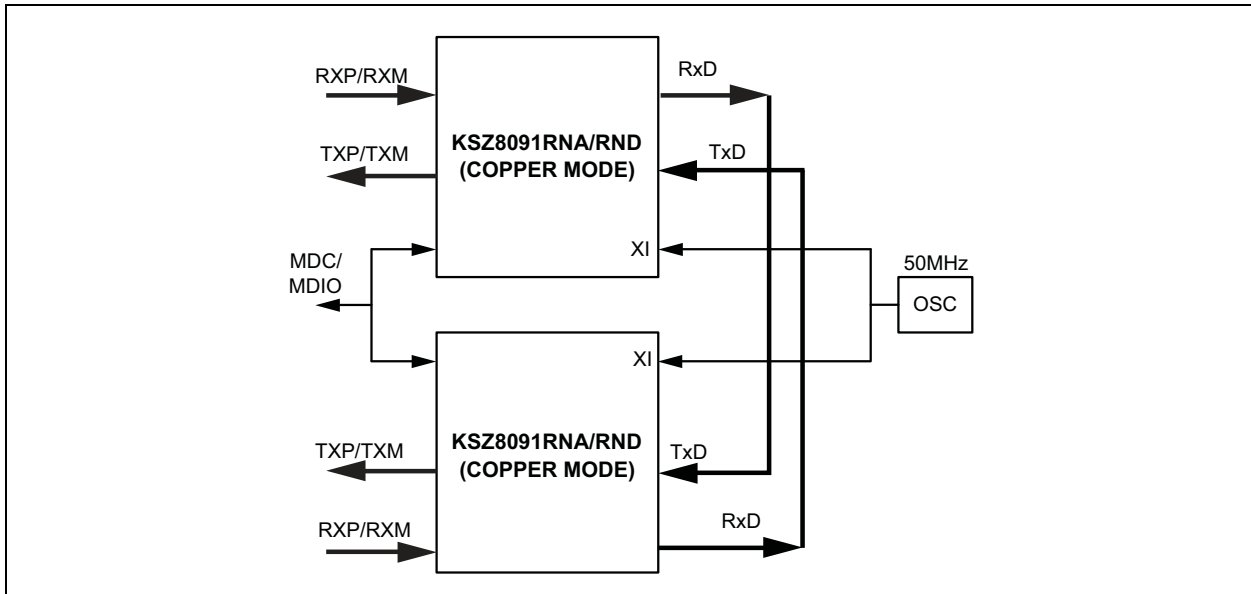 RXP/RXM
RxD
KSZ8091RNA/RND
(COPPER MODE)
TXP/TXM
TxD
XI
MDC/
MDIO
50MHz
OSC
XI
KSZ8091RNA/RND
(COPPER MODE)
TXP/TXM
TxD
RXP/RXM
RxD